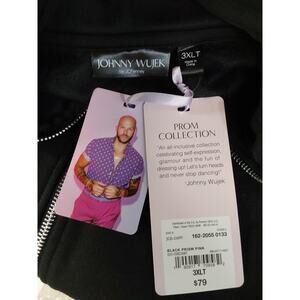 JOHNNY WUJEK
by JCPenney
3XLT
Made in
China
PROM
COLLECTION
"An all-inclusive collection
celebrating self-expression,
glamour and the fun of
dressing up! Let's turn heads
and never stop dancing!"
-Johnny Wujek
162-2055 0133
BLACK PRISM PINK
3XLT
$79